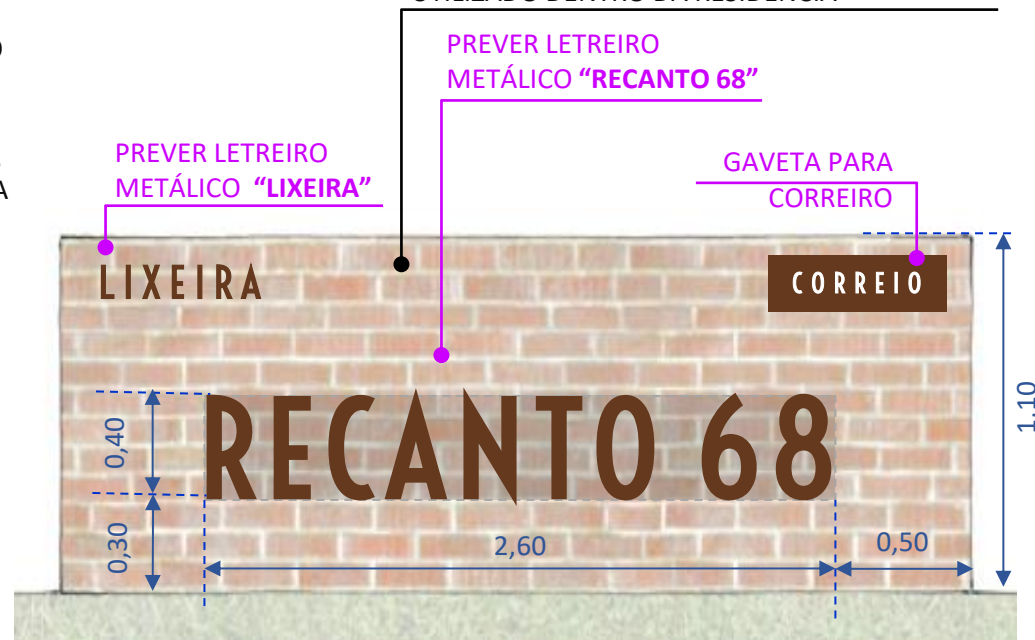 PREVER LETREIRO
METÁLICO “RECANTO 68”
PREVER LETREIRO
METÁLICO “LIXEIRA”
GAVETA PARA
CORREIRO
LIXEIRA
CORREIO
RECANTO 68
0,40
0,30
2,60
0,50
1,10